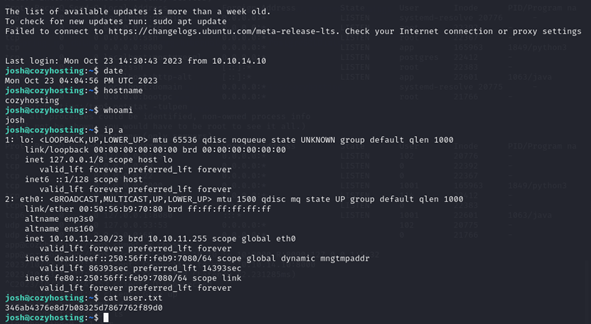 The list of available updates is more than a week old.
To check for new updates run: sudo apt update
Failed to connect to https://changelogs.ubuntu.com/meta-release-lts. Check your Internet connection or proxy settings
Last login: Mon Oct 23 14:30:43 2023 from 10.10.14.10
josh@cozyhosting:~$ date
Mon Oct 23 04:04:56 PM UTC 2023
josh@cozyhosting:~$ hostname
cozyhosting
josh@cozyhosting:~$ whoami
josh
josh@cozyhosting:~$ ip a
1: lo: <LOOPBACK,UP,LOWER_UP> mtu 65536 qdisc noqueue state UNKNOWN group default qlen 1000
link/loopback 00:00:00:00:00:00 brd 00:00:00:00:00:00
inet 127.0.0.1/8 scope host lo
valid_lft forever preferred_lft forever
inet6 ::1/128 scope host
valid_lft forever preferred_lft forever
2: eth0: <BROADCAST,MULTICAST,UP,LOWER_UP> mtu 1500 qdisc mq state UP group default qlen 1000
link/ether 00:50:56:b9:70:80 brd ff:ff:ff:ff:ff:ff
altname enp3s0
altname ens160
inet 10.10.11.230/23 brd 10.10.11.255 scope global eth0
valid_lft forever preferred_lft forever
inet6 dead:beef::250:56ff:feb9:7080/64 scope global dynamic mngtmpaddr
valid_lft 86393sec preferred_lft 14393sec
inet6 fe80::250:56ff:feb9:7080/64 scope link
valid_lft forever preferred_lft forever
josh@cozyhosting:~$ cat user.txt
346ab4376e8d7b08325d7867762f89d0
josh@cozyhosting:~$